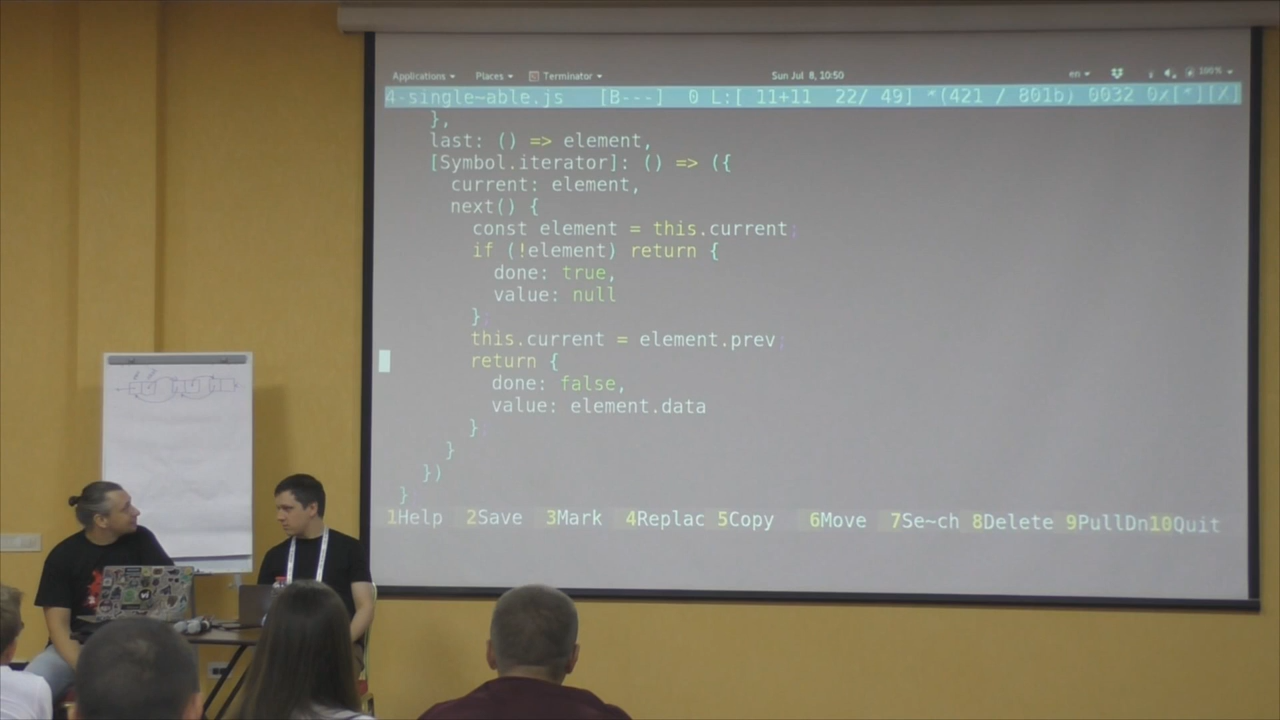 Applications Places Terminator Sun Jul 8, 10:50 en 100%
4-single~able.js [B---] 0 L:[ 11+11 22/ 49] *(421 / 801b) 0032 0x[*][X]
},
last: () => element,
[Symbol.iterator]: () => ({
current: element,
next() {
const element = this.current;
if (!element) return {
done: true,
value: null
};
this.current = element.prev;
return {
done: false,
value: element.data
};
}
})
}
1Help 2Save 3Mark 4Replac 5Copy 6Move 7Se~ch 8Delete 9PullDn10Quit